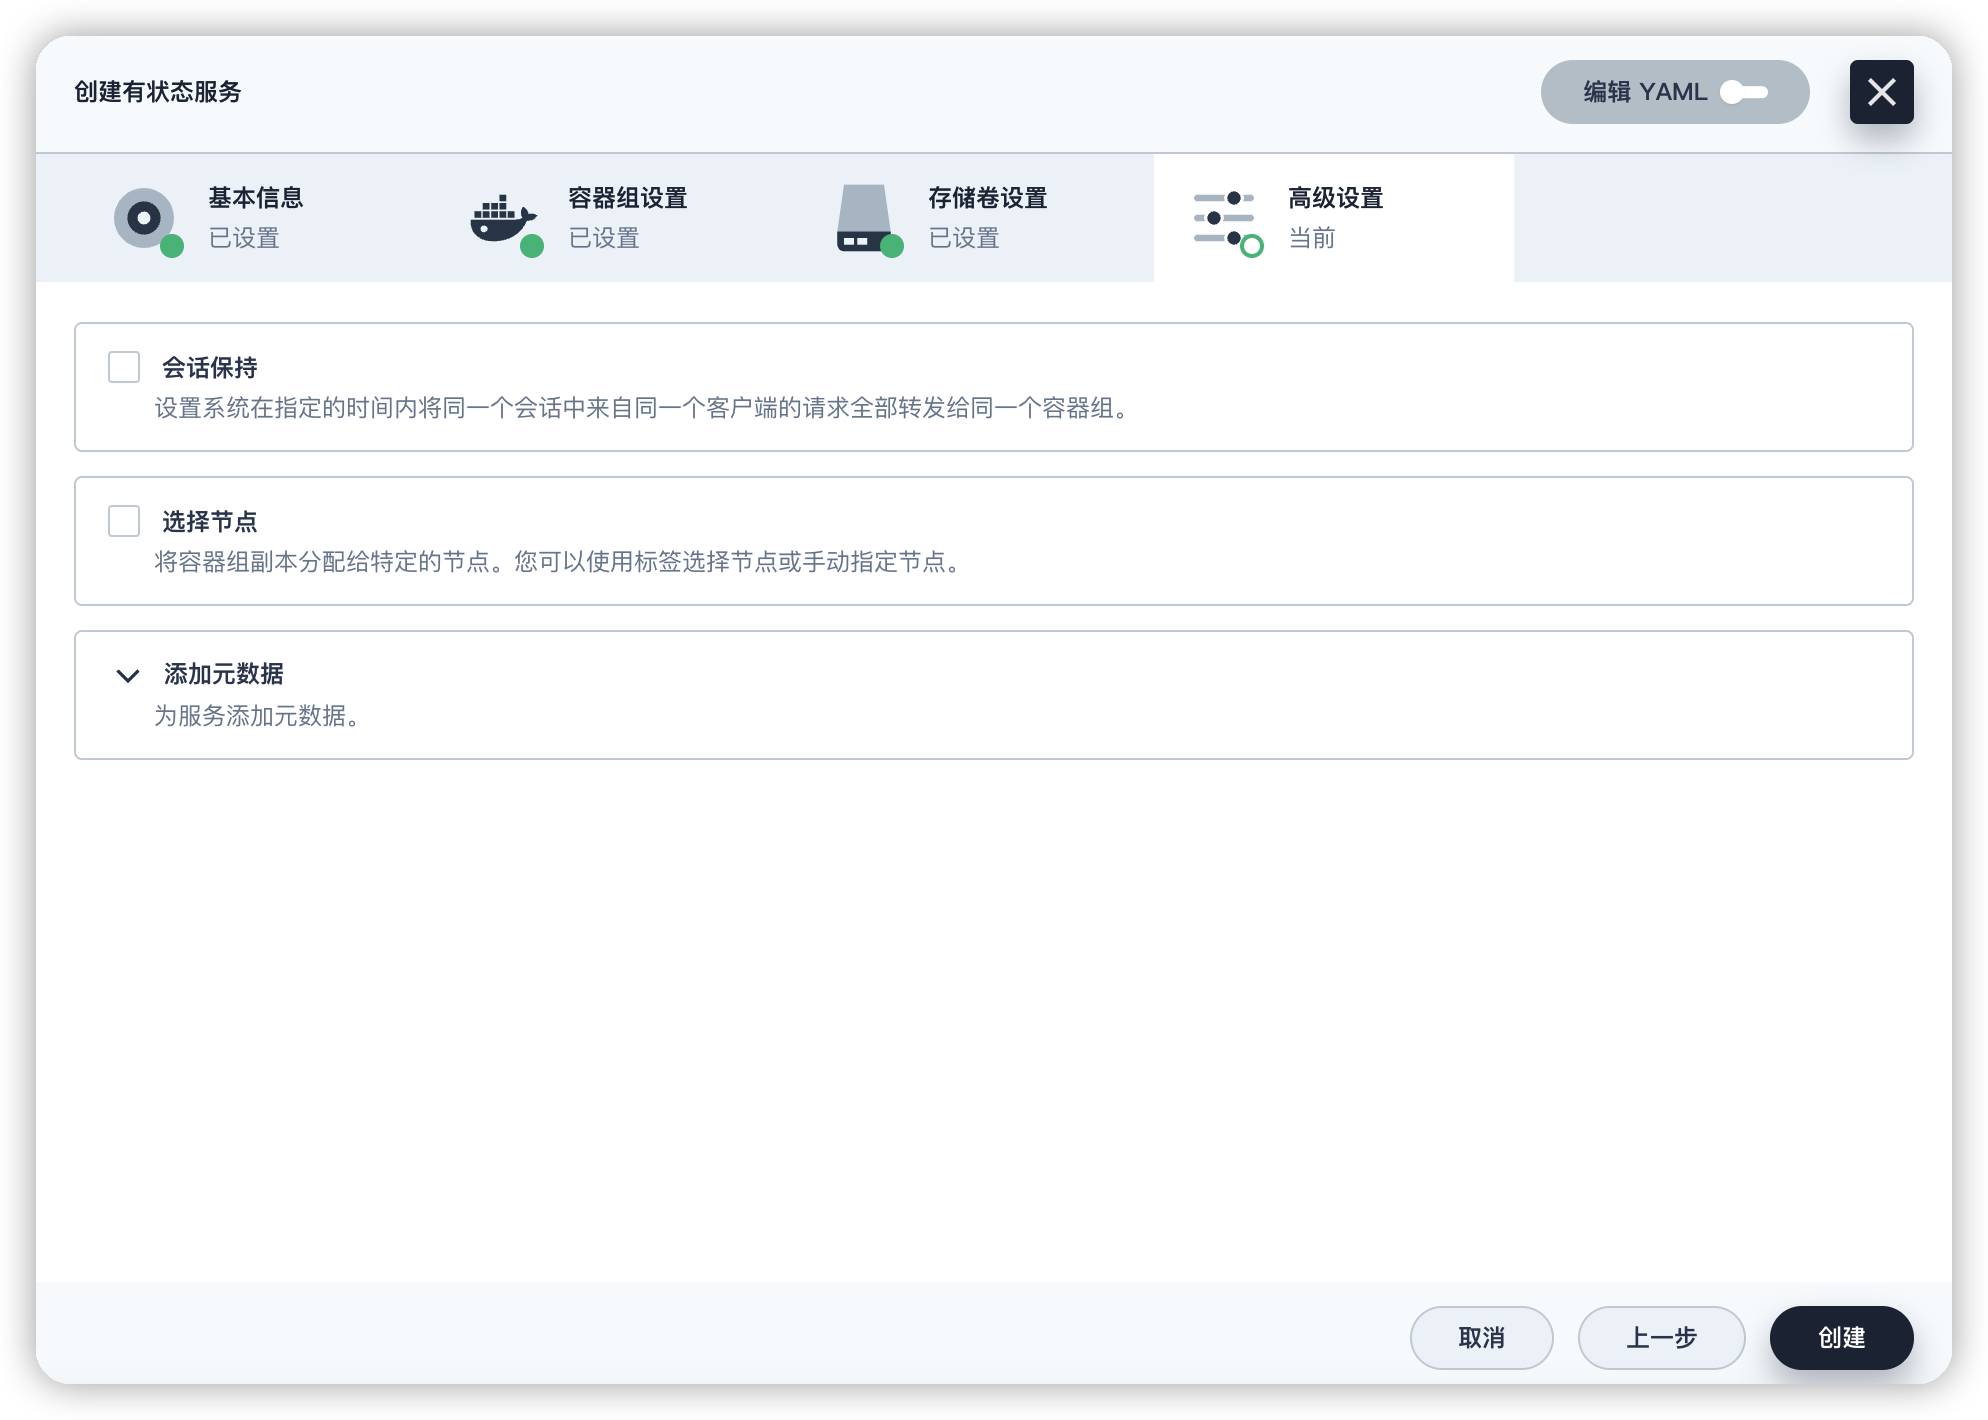 创建有状态服务
编辑 YAML
基本信息
已设置
容器组设置
已设置
存储卷设置
已设置
高级设置
当前
会话保持
设置系统在指定的时间内将同一个会话中来自同一个客户端的请求全部转发给同一个容器组。
选择节点
将容器组副本分配给特定的节点。您可以使用标签选择节点或手动指定节点。
添加元数据
为服务添加元数据。
取消
上一步
创建